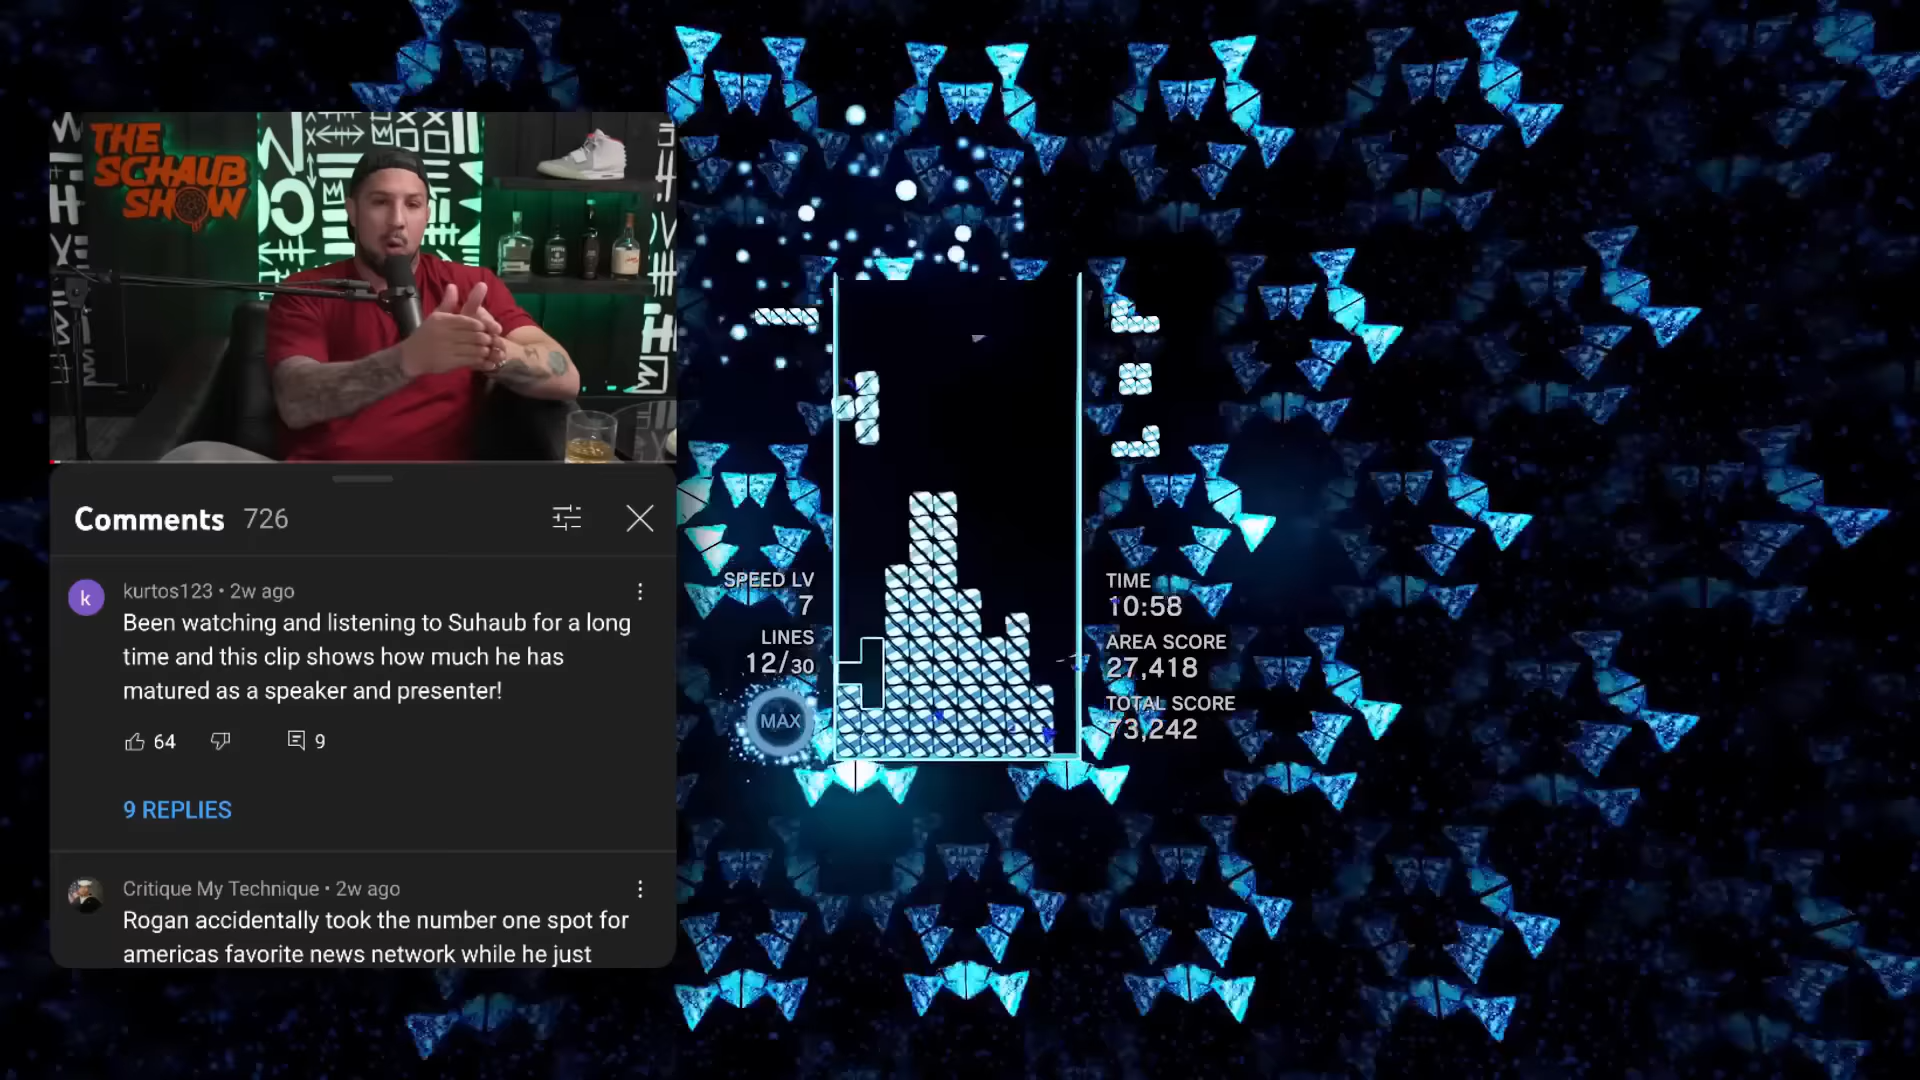 THE
SCHAUB
SHOW
Comments 726
kurtos123 • 2w ago
Been watching and listening to Suhaub for a long
time and this clip shows how much he has
matured as a speaker and presenter!
64
9
9 REPLIES
Critique My Technique • 2w ago
Rogan accidentally took the number one spot for
americas favorite news network while he just
k
SPEED LV
7
LINES
12/30
MAX
TIME
10:58
AREA SCORE
27,418
TOTAL SCORE
73,242